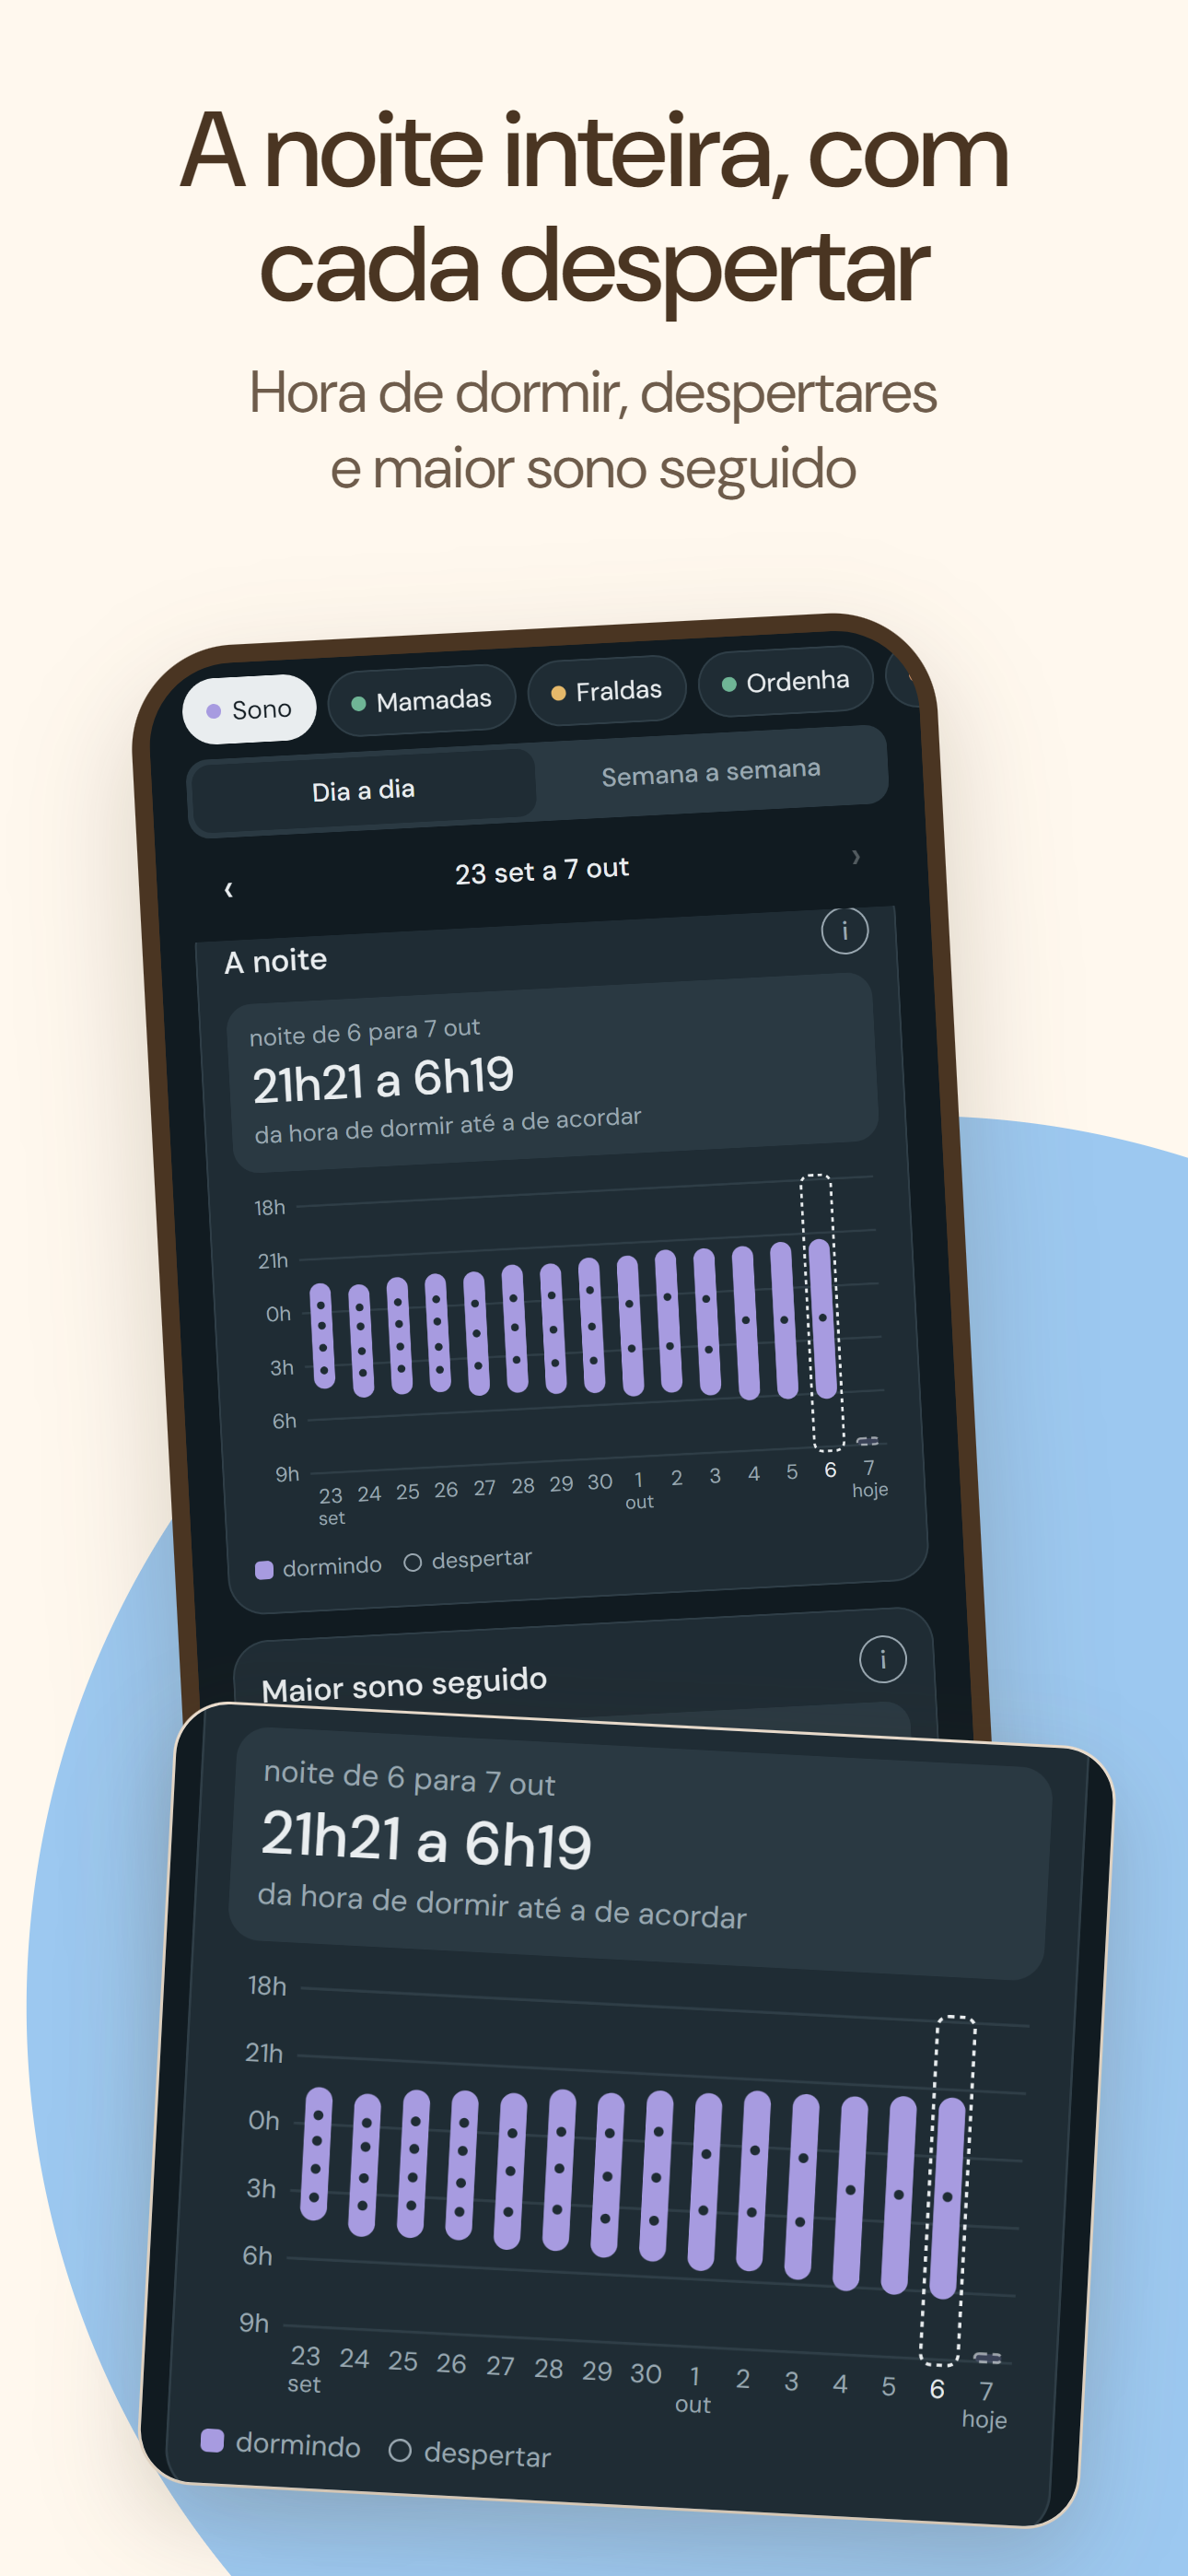 A noite inteira, com
cada despertar
Hora de dormir, despertares
e maior sono seguido
Sono
Mamadas
Fraldas
Ordenha
Dia a dia
Semana a semana
‹
23 set a 7 out
›
A noite
i
noite de 6 para 7 out
21h21 a 6h19
da hora de dormir até a de acordar
18h
21h
0h
3h
6h
9h
23 24 25 26 27 28 29 30 1 2 3 4 5 6 7
set out hoje
dormindo despertar
Maior sono seguido
i
noite de 6 para 7 out
21h21 a 6h19
da hora de dormir até a de acordar
18h
21h
0h
3h
6h
9h
23 24 25 26 27 28 29 30 1 2 3 4 5 6 7
set out hoje
dormindo despertar